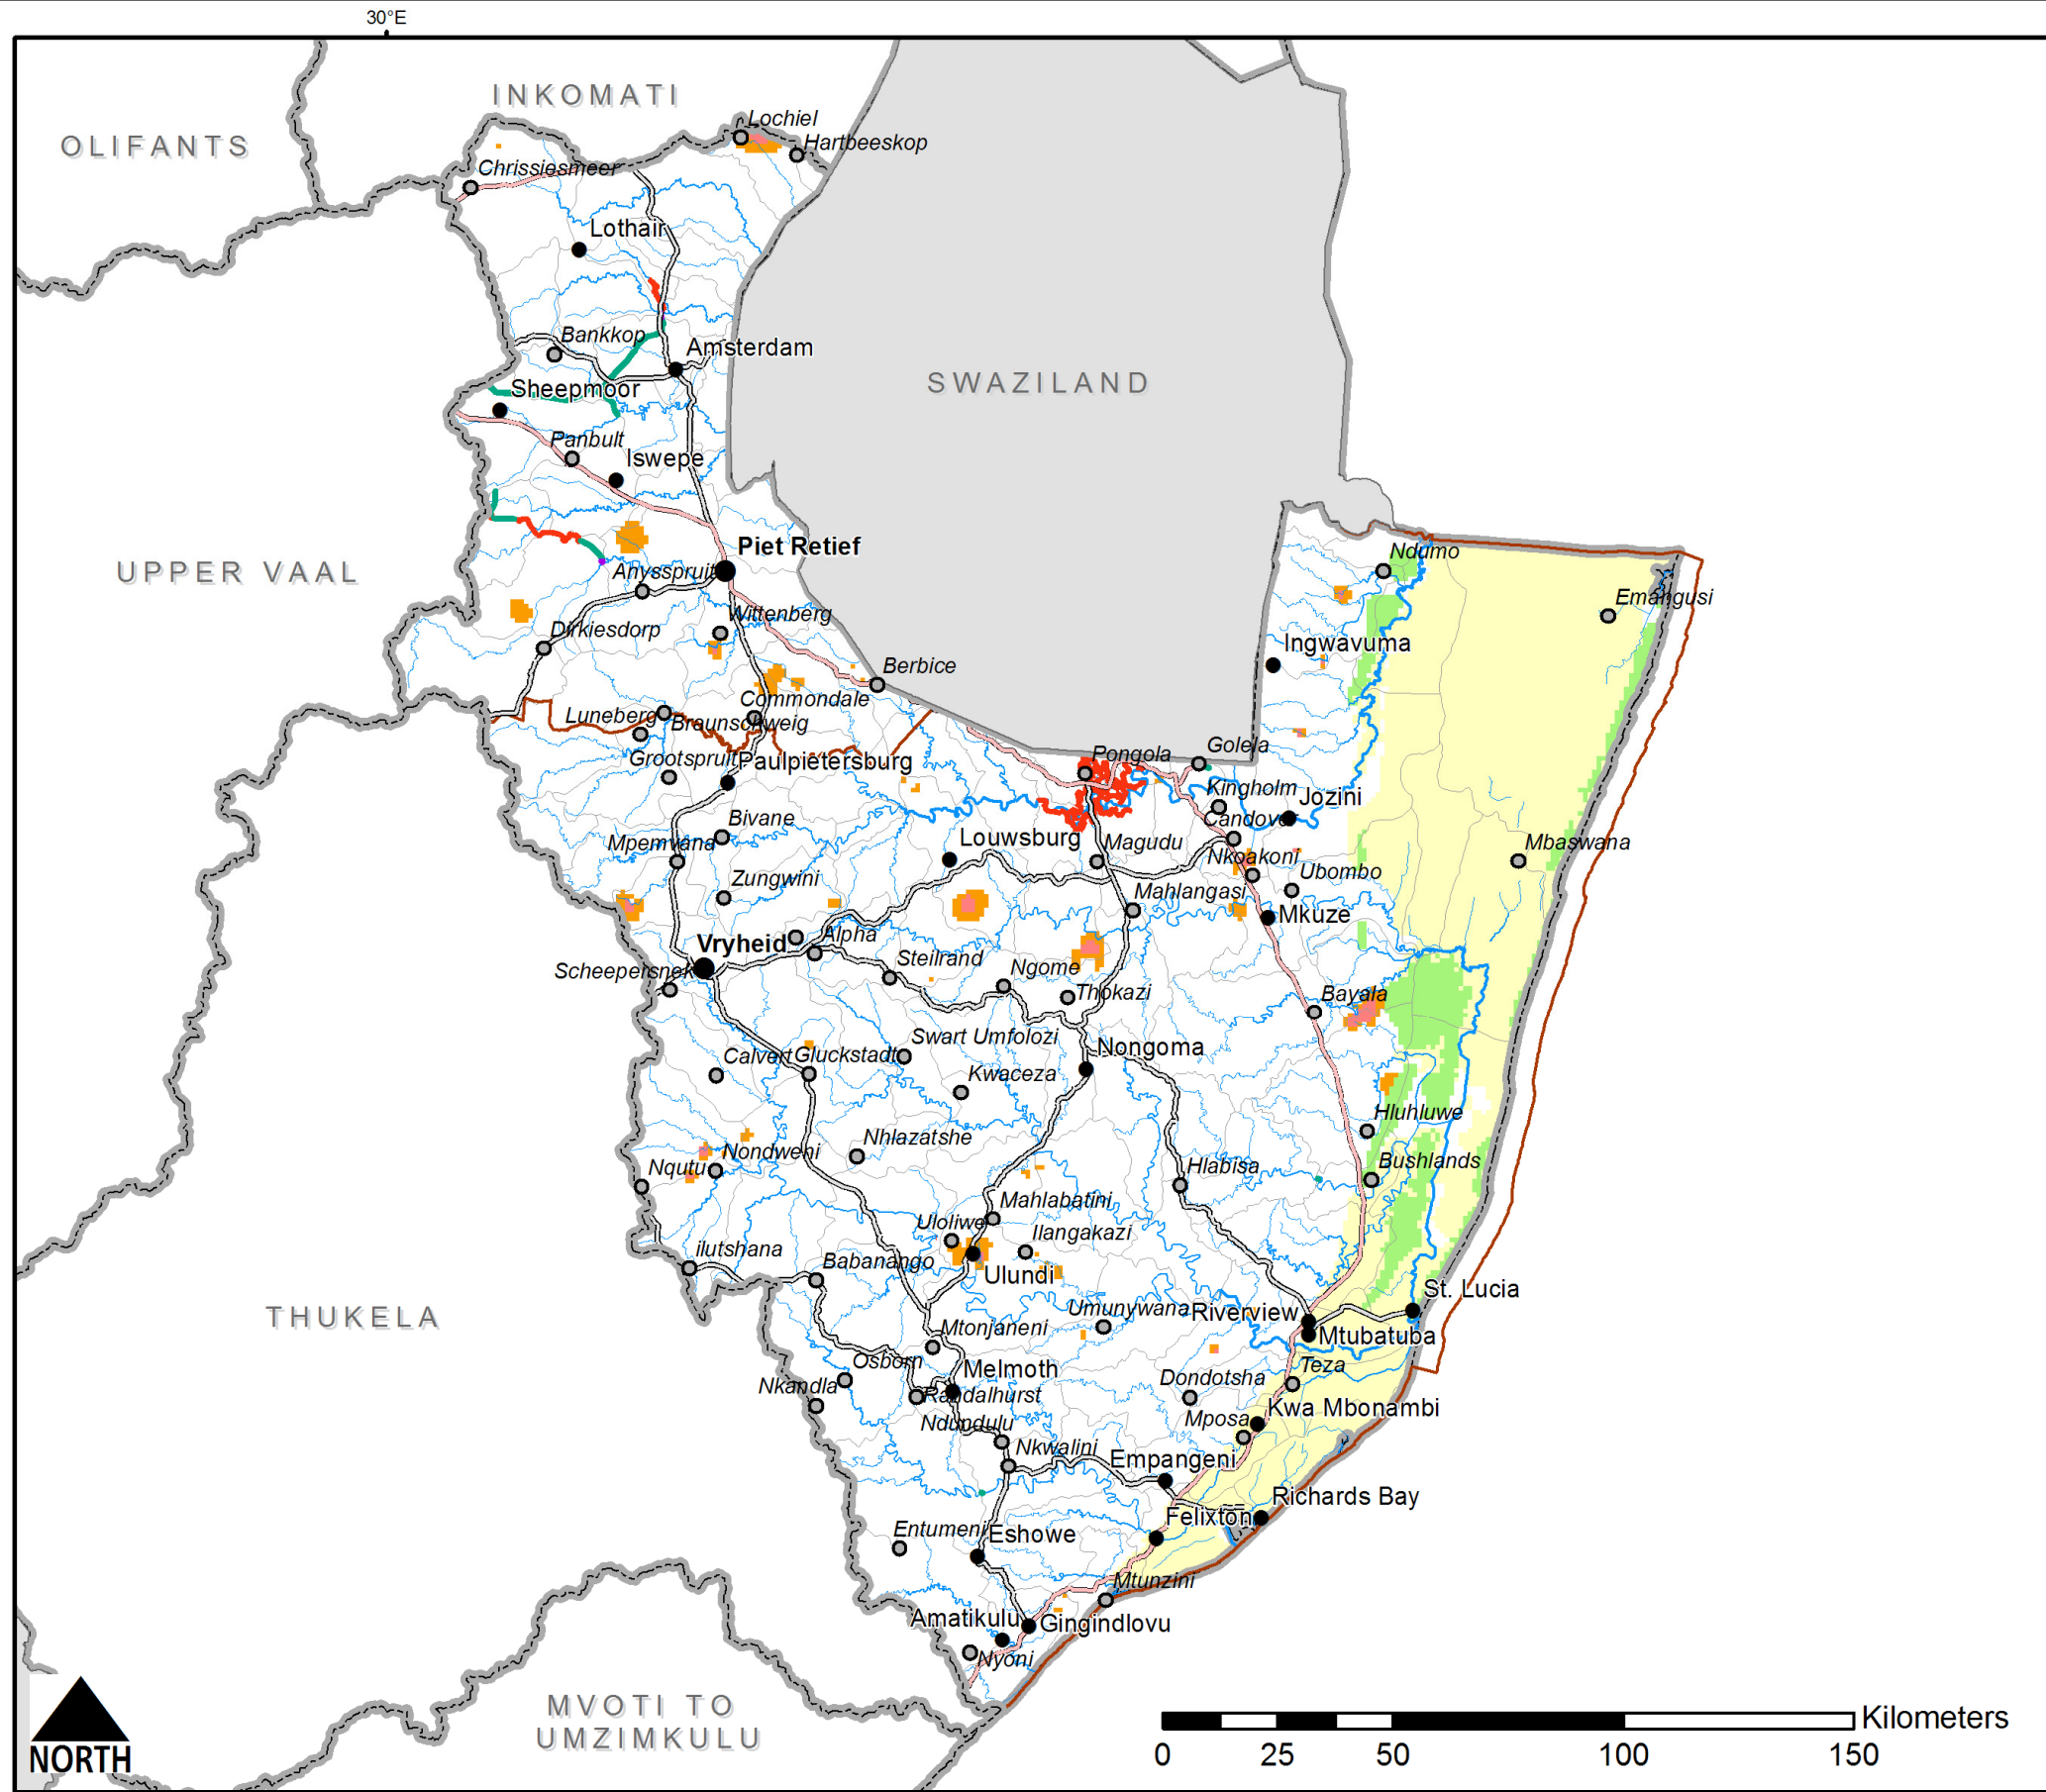 30°E
INKOMATI
OLIFANTS
Lochiel
Hartbeeskop
Chrissiesmeer
Lothair
Bankkop
Amsterdam
SWAZILAND
Sheepmoor
Panbult
Iswepe
Piet Retief
Ndumo
UPPER VAAL
Anysspruit
Emangusi
Wittenberg
Dirkiesdorp
Ingwavuma
Berbice
Commondale
Luneberg
Braunschweig
Golela
Pongola
Grootspruit
Paulpietersburg
Kingholm
Jozini
Bivane
Candover
Louwsburg
Magudu
Mpemvana
Mbaswana
Nkoakoni
Ubombo
Zungwini
Mahlangasi
Mkuze
Alpha
Vryheid
Steilrand
Ngome
Scheepersnek
Thokazi
Bayala
Swart Umfolozi
Nongoma
Calvert
Gluckstadt
Kwaceza
Hluhluwe
Nhlazatshe
Nondweni
Nqutu
Hlabisa
Bushlands
Mahlabatini
Uloliwe
Ilangakazi
ilutshana
Babanango
Ulundi
St. Lucia
THUKELA
Umunywana
Riverview
Mtonjaneni
Mtubatuba
Osborn
Melmoth
Teza
Nkandla
Dondotsha
Randalhurst
Kwa Mbonambi
Mposa
Ndundulu
Nkwalini
Empangeni
Richards Bay
Felixton
Entumeni
Eshowe
Mtunzini
Amatikulu
Gingindlovu
Nyoni
MVOTI TO
UMZIMKULU
Kilometers
NORTH
0 25 50 100 150